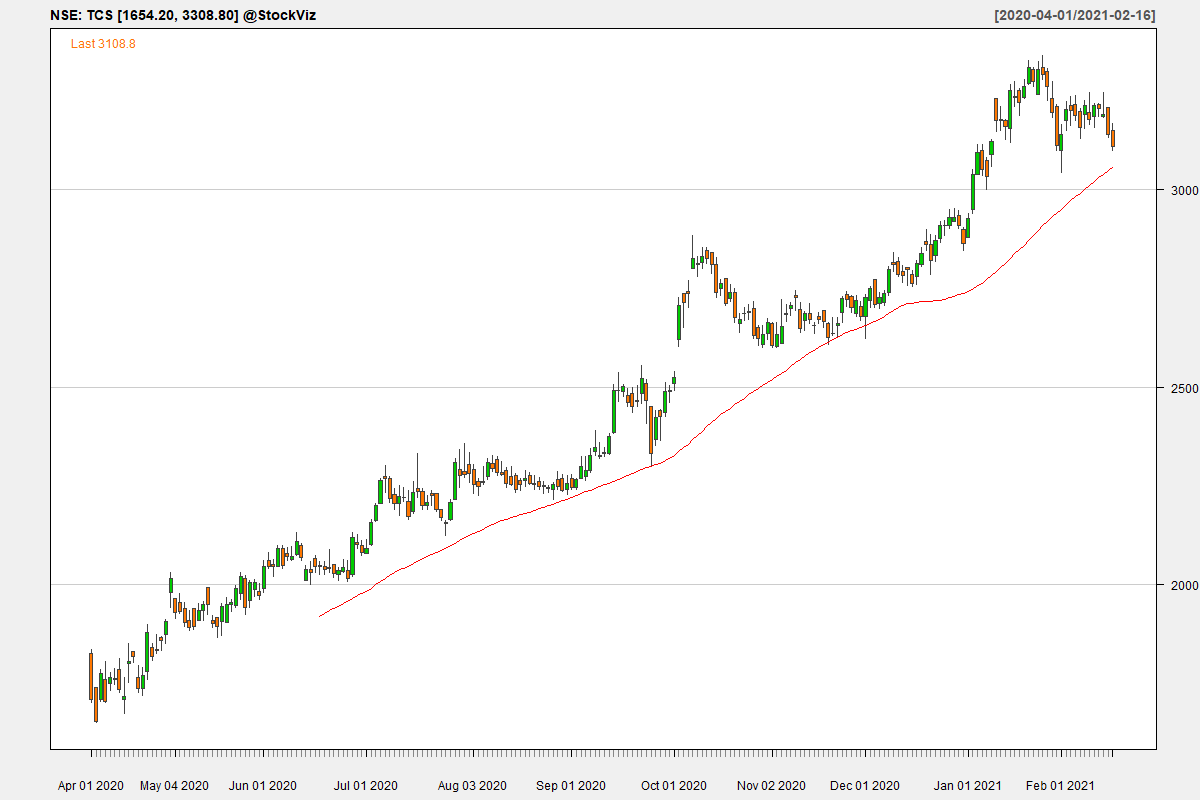 NSE: TCS [1654.20, 3308.80] @StockViz
[2020-04-01/2021-02-16]
Last 3108.8
3000
2500
2000
Apr 01 2020
May 04 2020
Jun 01 2020
Jul 01 2020
Aug 03 2020
Sep 01 2020
Oct 01 2020
Nov 02 2020
Dec 01 2020
Jan 01 2021
Feb 01 2021